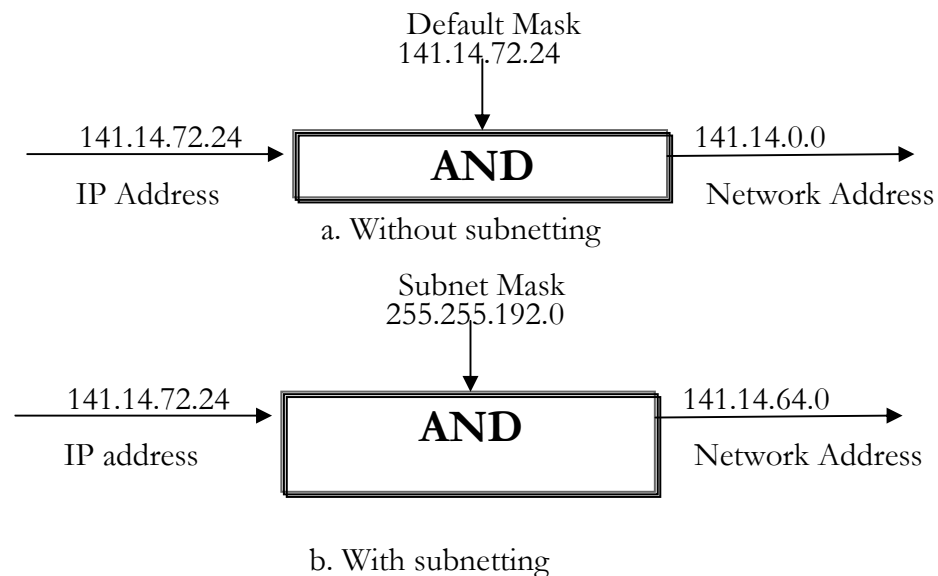 Default Mask
141.14.72.24
141.14.72.24
AND
141.14.0.0
IP Address
Network Address
a. Without subnetting
Subnet Mask
255.255.192.0
141.14.72.24
AND
141.14.64.0
IP address
Network Address
b. With subnetting